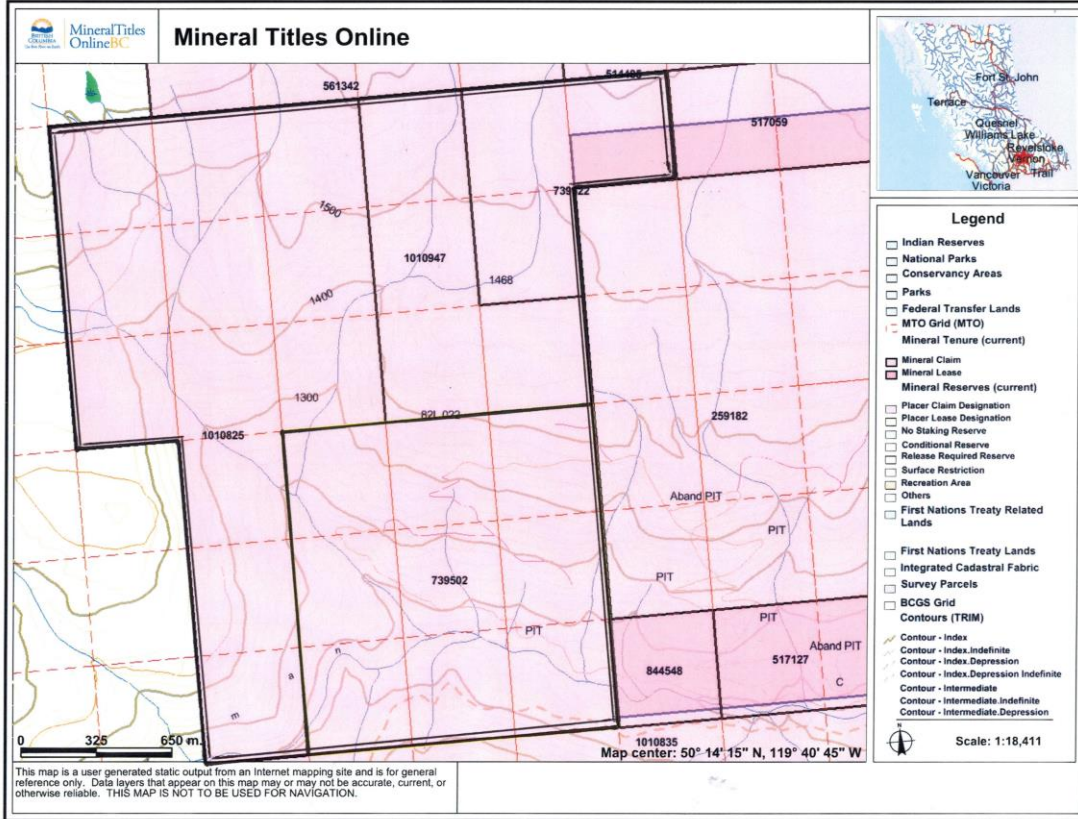 BRITISH
COLUMBIA
MineralTitles
OnlineBC
Mineral Titles Online
561342
517059
1500
1010947
1468
1400
1300
82L 022
1010825
259182
Aband PIT
PIT
PIT
739502
PIT
PIT
Aband PIT
844548
517127
C
n
a
m
1010835
0 325 650 m.
Map center: 50° 14' 15" N, 119° 40' 45" W
This map is a user generated static output from an Internet mapping site and is for general
reference only. Data layers that appear on this map may or may not be accurate, current, or
otherwise reliable. THIS MAP IS NOT TO BE USED FOR NAVIGATION.
Fort St. John
Terrace
Quesnel
Williams Lake
Revelstoke
Vernon
Vancouver Trail
Victoria
Legend
Indian Reserves
National Parks
Conservancy Areas
Parks
Federal Transfer Lands
MTO Grid (MTO)
Mineral Tenure (current)
Mineral Claim
Mineral Lease
Mineral Reserves (current)
Placer Claim Designation
Placer Lease Designation
No Staking Reserve
Conditional Reserve
Release Required Reserve
Surface Restriction
Recreation Area
Others
First Nations Treaty Related
Lands
First Nations Treaty Lands
Integrated Cadastral Fabric
Survey Parcels
BCGS Grid
Contours (TRIM)
Contour - Index
Contour - Index.Indefinite
Contour - Index.Depression
Contour - Index.Depression Indefinite
Contour - Intermediate
Contour - Intermediate.Indefinite
Contour - Intermediate.Depression
N
Scale: 1:18,411